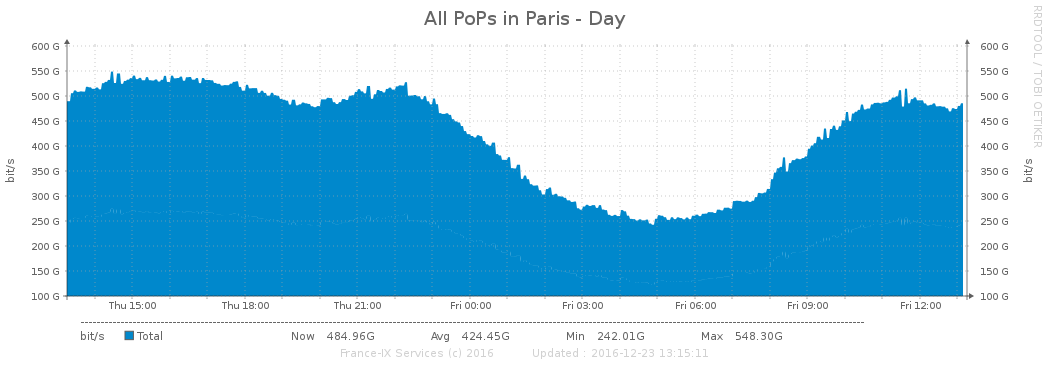 All PoPs in Paris - Day
RRDTOOL / TOBI OETIKER
bit/s
600 G 600 G
550 G 550 G
500 G 500 G
450 G 450 G
400 G 400 G
350 G 350 G
300 G 300 G
250 G 250 G
200 G 200 G
150 G 150 G
100 G 100 G
bit/s
Thu 15:00 Thu 18:00 Thu 21:00 Fri 00:00 Fri 03:00 Fri 06:00 Fri 09:00 Fri 12:00
bit/s Total Now 484.96G Avg 424.45G Min 242.01G Max 548.30G
France-IX Services (c) 2016 Updated : 2016-12-23 13:15:11